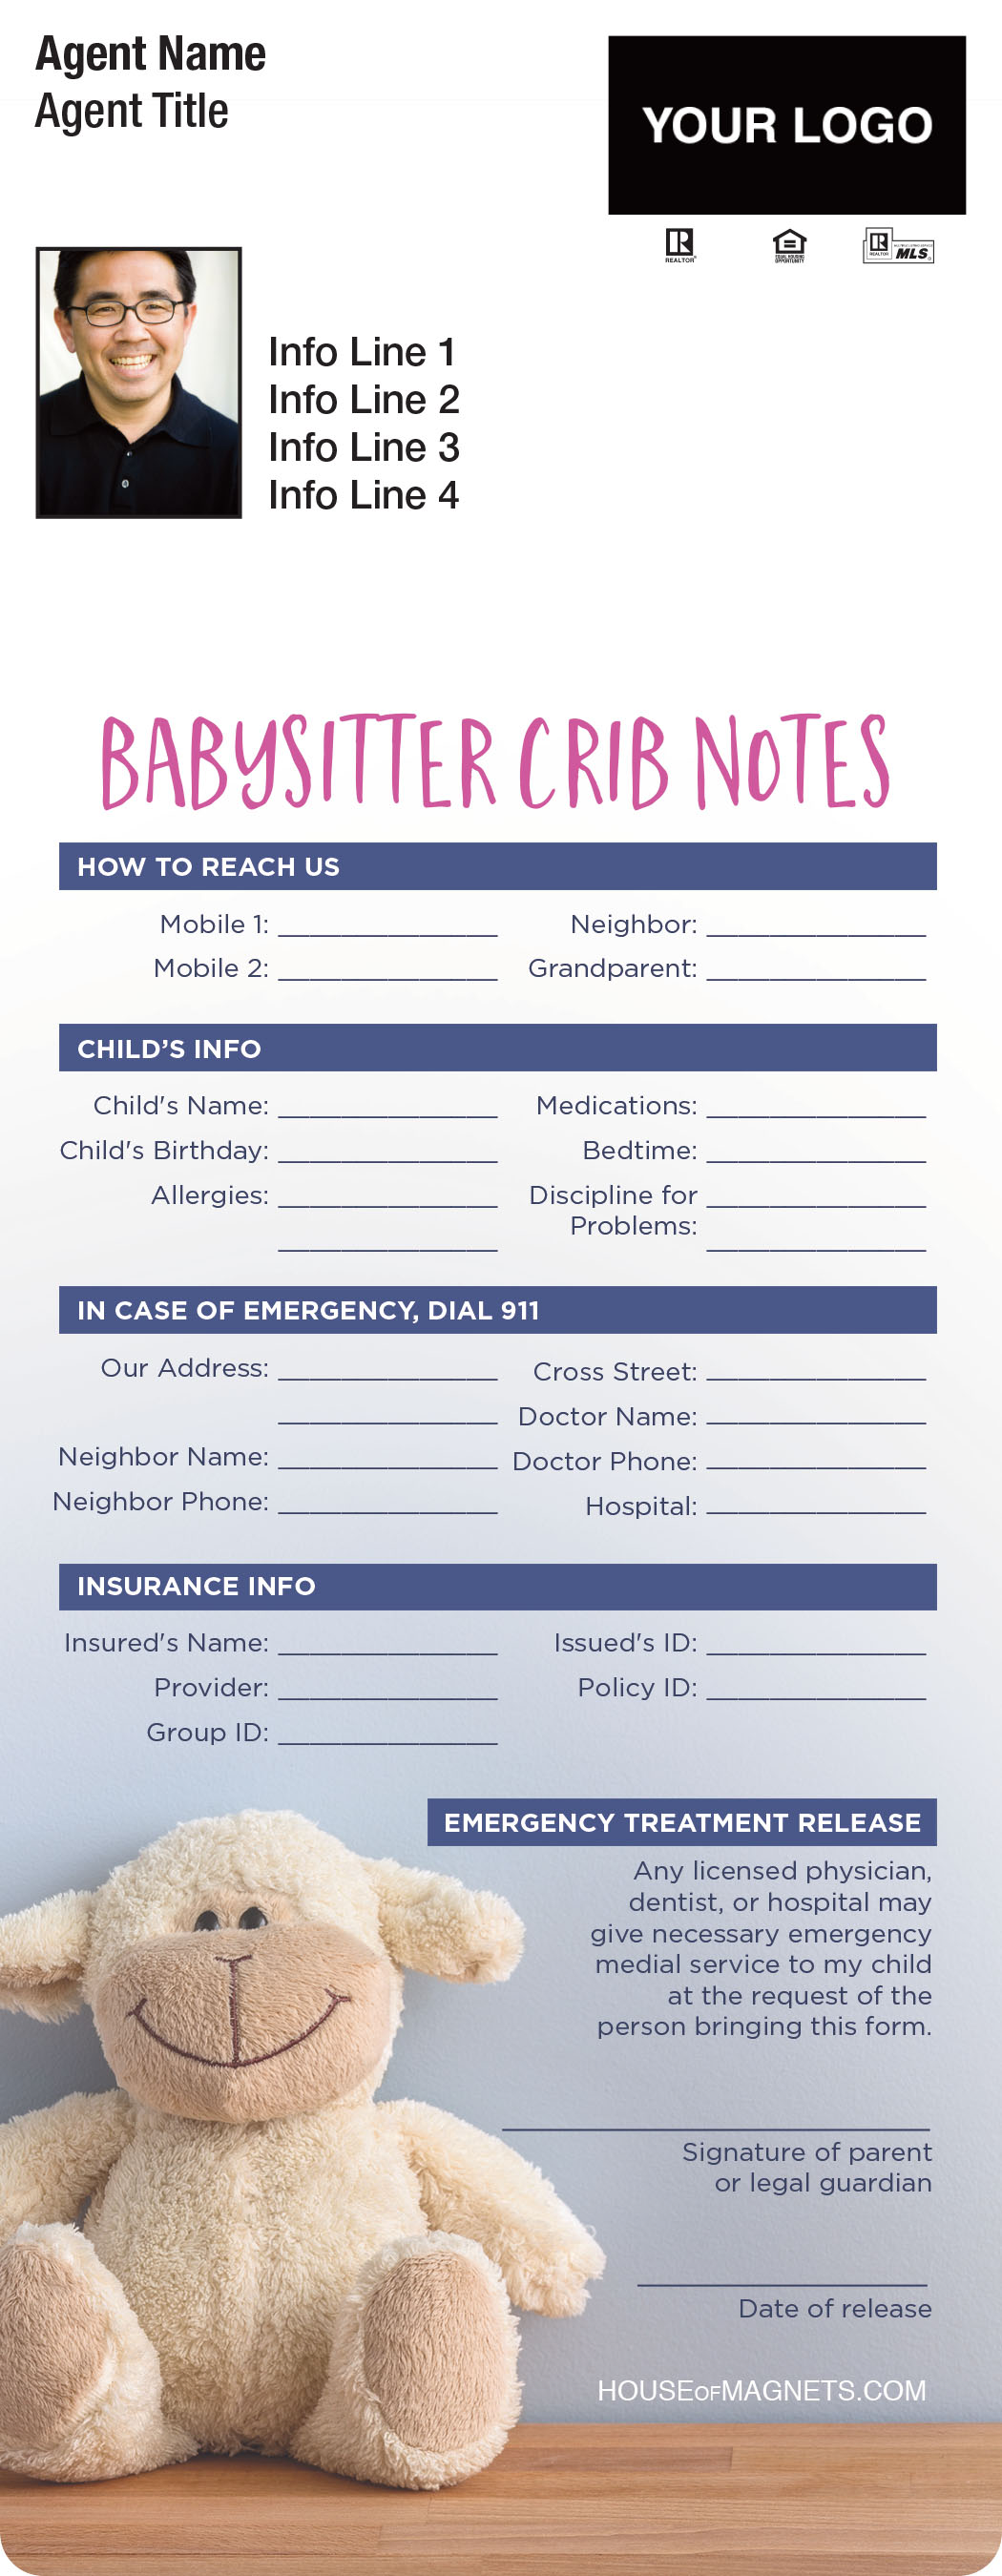 Agent Name
Agent Title
YOUR LOGO
REALTOR®
EQUAL HOUSING
OPPORTUNITY
REALTOR
MLS
Info Line 1
Info Line 2
Info Line 3
Info Line 4
BABYSITTER CRIB NOTES
HOW TO REACH US
Mobile 1: ______________ Neighbor: ______________
Mobile 2: ______________ Grandparent: ______________
CHILD’S INFO
Child's Name: ______________ Medications: ______________
Child's Birthday: ______________ Bedtime: ______________
Allergies: ______________ Discipline for ______________
______________ Problems: ______________
IN CASE OF EMERGENCY, DIAL 911
Our Address: ______________ Cross Street: ______________
______________ Doctor Name: ______________
Neighbor Name: ______________ Doctor Phone: ______________
Neighbor Phone: ______________ Hospital: ______________
INSURANCE INFO
Insured's Name: ______________ Issued's ID: ______________
Provider: ______________ Policy ID: ______________
Group ID: ______________
EMERGENCY TREATMENT RELEASE
Any licensed physician,
dentist, or hospital may
give necessary emergency
medial service to my child
at the request of the
person bringing this form.
Signature of parent
or legal guardian
Date of release
HOUSEOFMAGNETS.COM